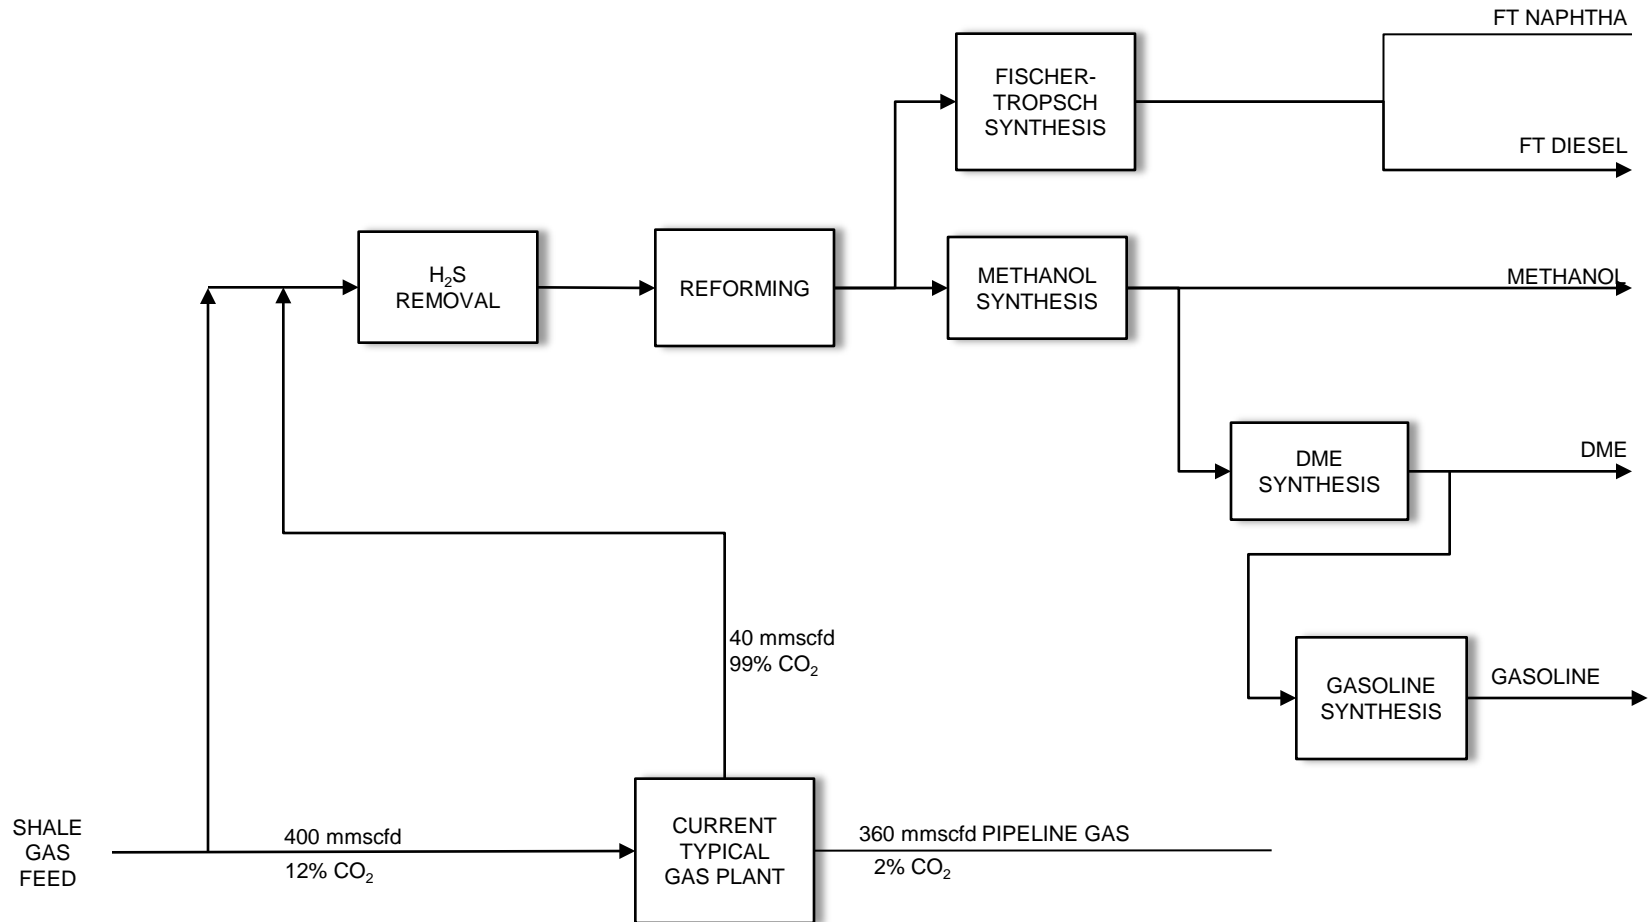 FT NAPHTHA
FISCHER-
TROPSCH
SYNTHESIS
FT DIESEL
H₂S
REMOVAL
REFORMING
METHANOL
SYNTHESIS
METHANOL
DME
SYNTHESIS
DME
40 mmscfd
99% CO₂
GASOLINE
SYNTHESIS
GASOLINE
SHALE
GAS
FEED
400 mmscfd
12% CO₂
CURRENT
TYPICAL
GAS PLANT
360 mmscfd PIPELINE GAS
2% CO₂